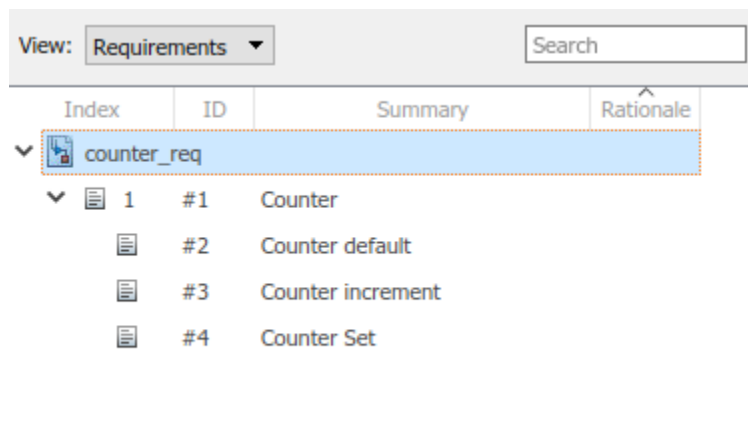 View: Requirements Search
Index ID Summary Rationale
counter_req
1 #1 Counter
#2 Counter default
#3 Counter increment
#4 Counter Set